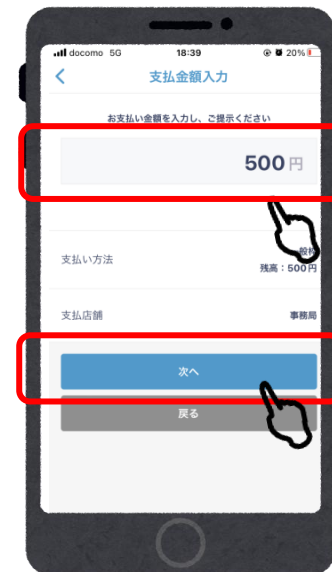 docomo 5G 18:39 20%
支払金額入力
お支払い金額を入力し、ご提示ください
500円
支払い方法 般枠
残高：500円
支払店舗 事務局
次へ
戻る